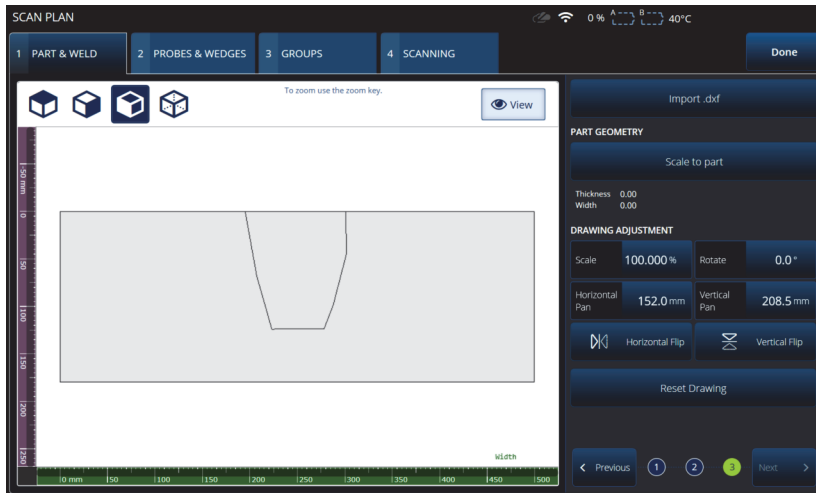 SCAN PLAN
0 % A B 40°C
1 PART & WELD 2 PROBES & WEDGES 3 GROUPS 4 SCANNING Done
To zoom use the zoom key.
View
Import .dxf
PART GEOMETRY
Scale to part
Thickness 0.00
Width 0.00
DRAWING ADJUSTMENT
Scale 100.000 % Rotate 0.0 °
Horizontal Pan 152.0 mm Vertical Pan 208.5 mm
Horizontal Flip Vertical Flip
Reset Drawing
Previous 1 2 3 Next
|-50 mm
|0
|50
|100
|150
|200
|250
Width
|0 mm |50 |100 |150 |200 |250 |300 |350 |400 |450 |500